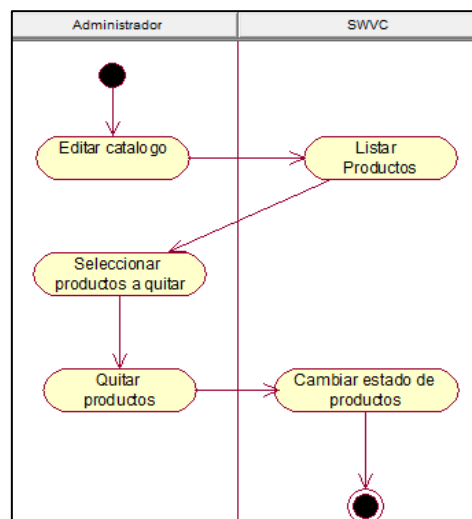 Administrador
SWVC
Editar catalogo
Listar
Productos
Seleccionar
productos a quitar
Quitar
productos
Cambiar estado de
productos